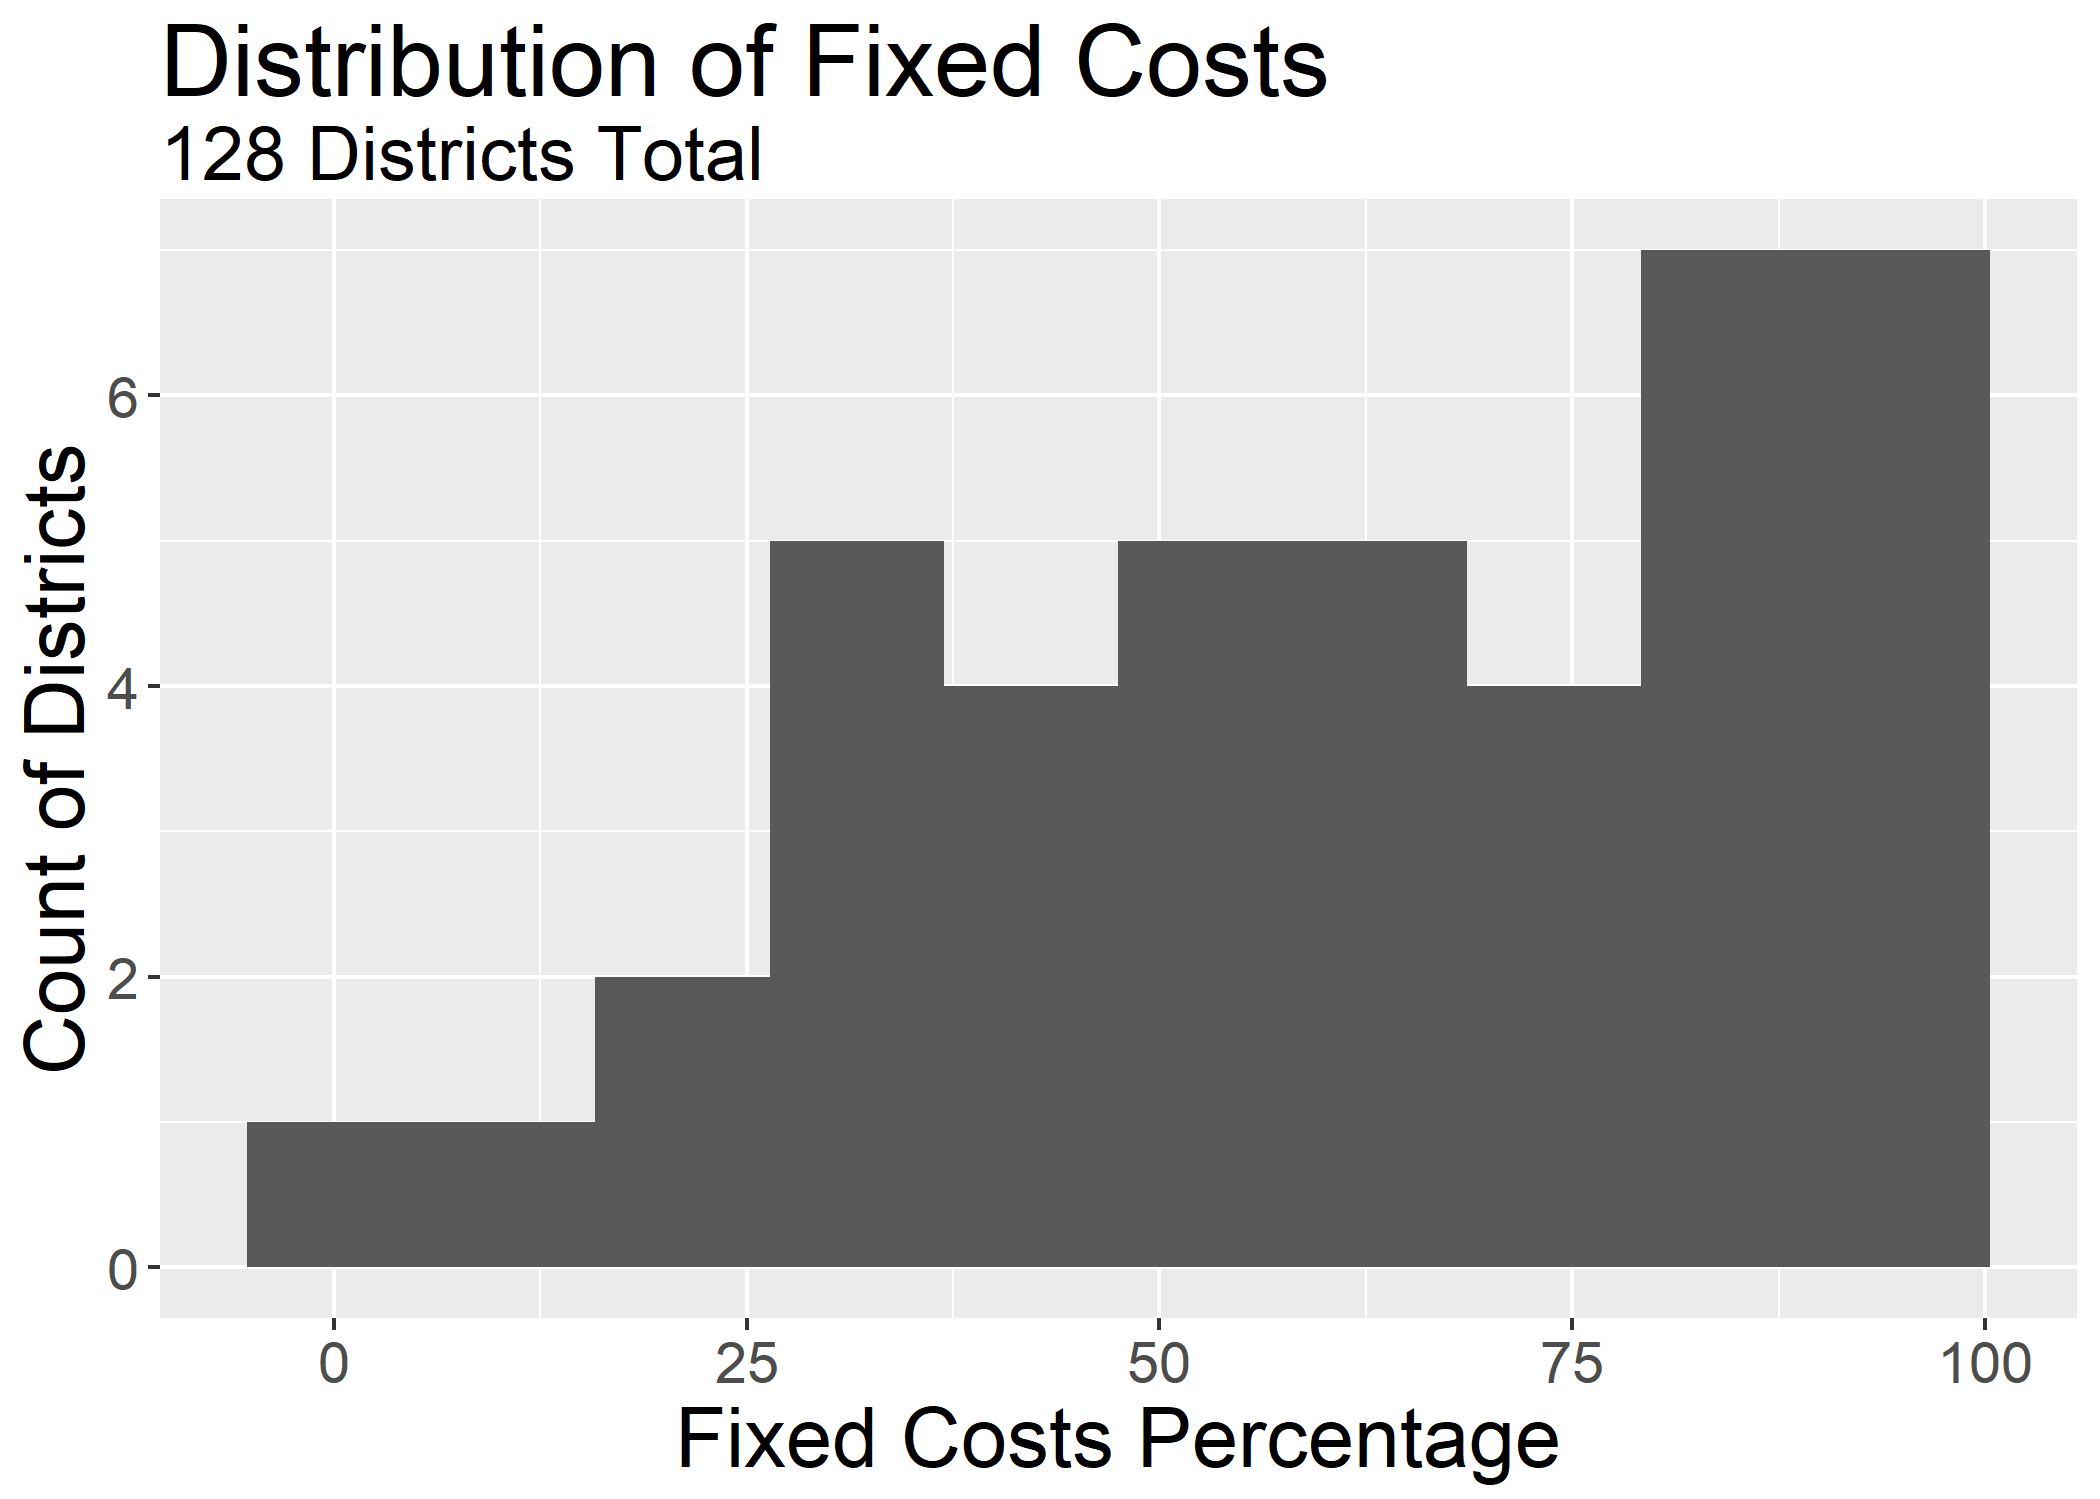 Distribution of Fixed Costs
128 Districts Total
Count of Districts
6
4
2
0
0 25 50 75 100
Fixed Costs Percentage